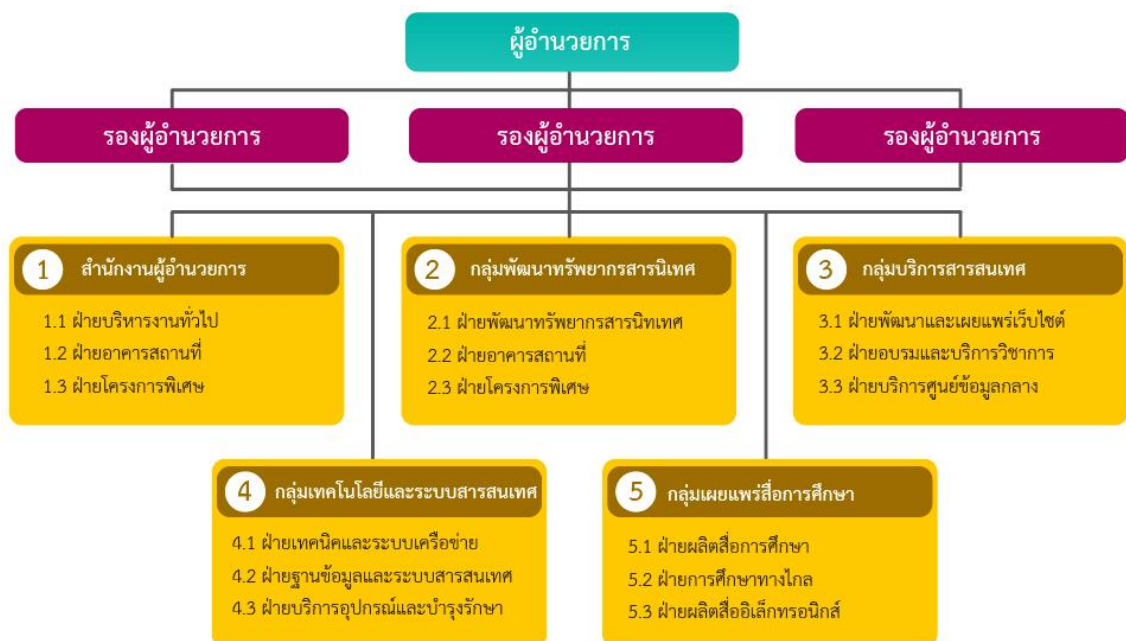 ผู้อำนวยการ
รองผู้อำนวยการ
รองผู้อำนวยการ
รองผู้อำนวยการ
1 สำนักงานผู้อำนวยการ
1.1 ฝ่ายบริหารงานทั่วไป
1.2 ฝ่ายอาคารสถานที่
1.3 ฝ่ายโครงการพิเศษ
2 กลุ่มพัฒนาทรัพยากรสารนิเทศ
2.1 ฝ่ายพัฒนาทรัพยากรสารนิทเทศ
2.2 ฝ่ายอาคารสถานที่
2.3 ฝ่ายโครงการพิเศษ
3 กลุ่มบริการสารสนเทศ
3.1 ฝ่ายพัฒนาและเผยแพร่เว็บไซต์
3.2 ฝ่ายอบรมและบริการวิชาการ
3.3 ฝ่ายบริการศูนย์ข้อมูลกลาง
4 กลุ่มเทคโนโลยีและระบบสารสนเทศ
4.1 ฝ่ายเทคนิคและระบบเครือข่าย
4.2 ฝ่ายฐานข้อมูลและระบบสารสนเทศ
4.3 ฝ่ายบริการอุปกรณ์และบำรุงรักษา
5 กลุ่มเผยแพร่สื่อการศึกษา
5.1 ฝ่ายผลิตสื่อการศึกษา
5.2 ฝ่ายการศึกษาทางไกล
5.3 ฝ่ายผลิตสื่ออิเล็กทรอนิกส์